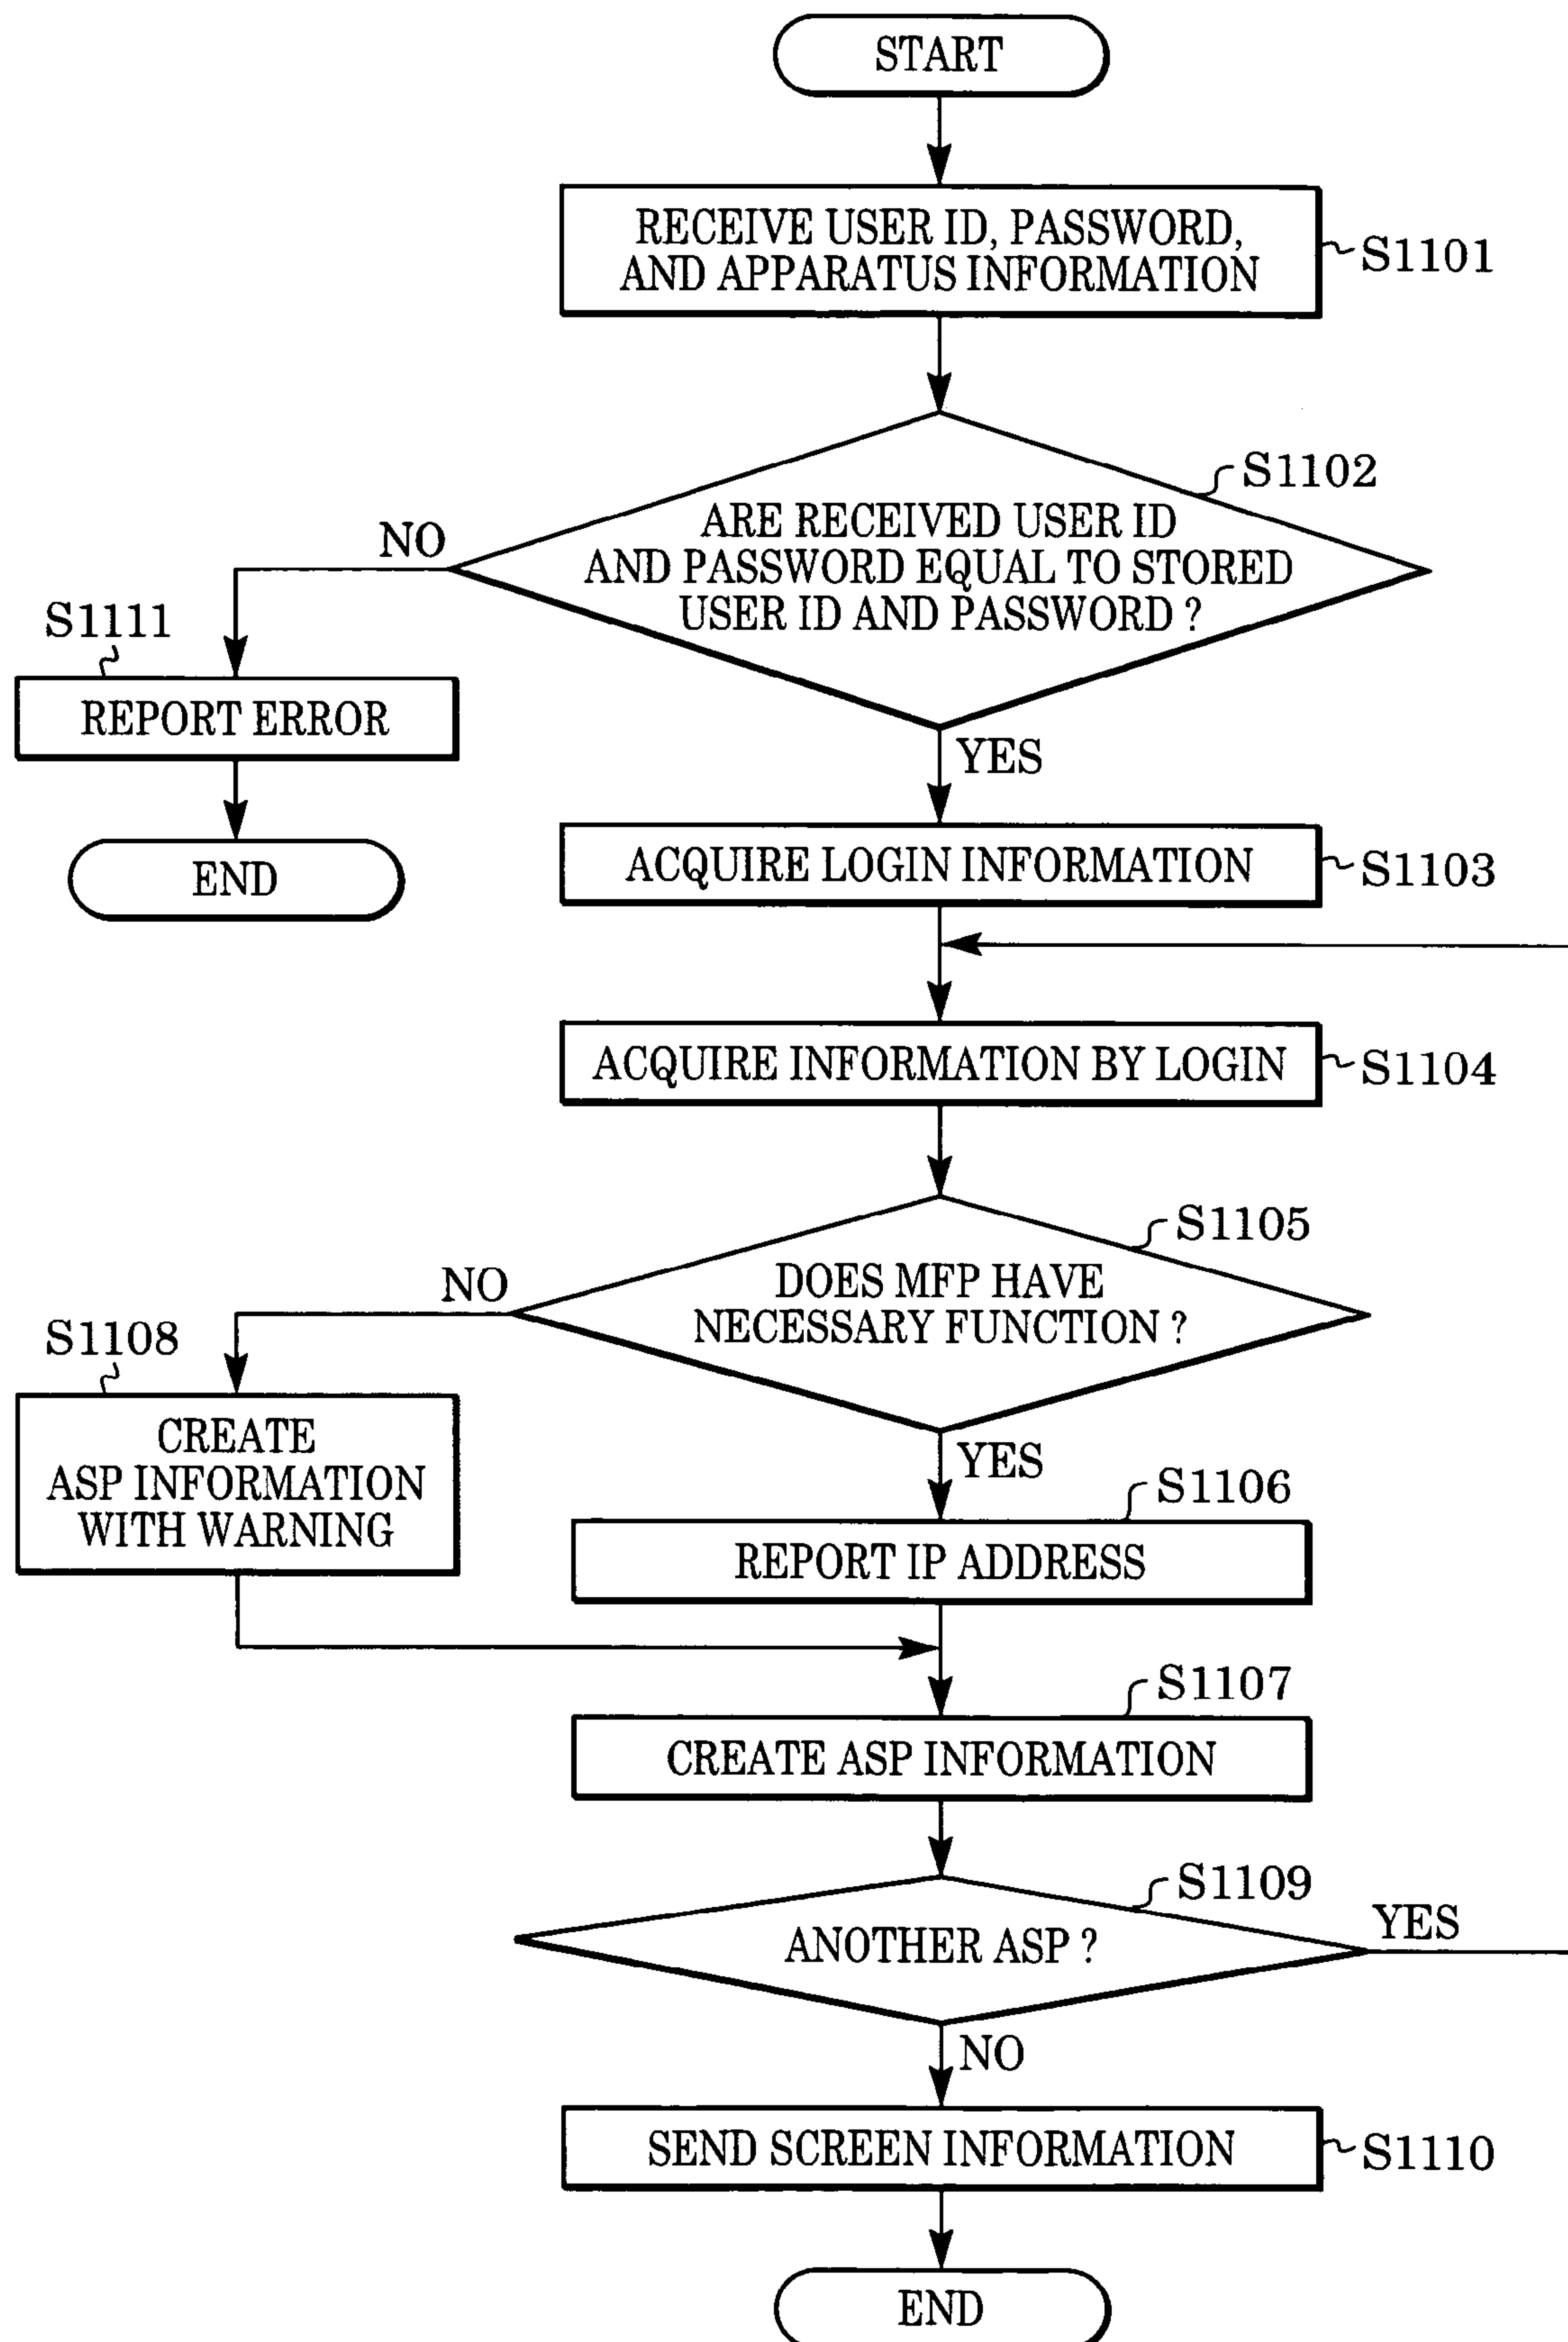 START
RECEIVE USER ID, PASSWORD,
AND APPARATUS INFORMATION
S1101
S1102
ARE RECEIVED USER ID
AND PASSWORD EQUAL TO STORED
USER ID AND PASSWORD ?
NO
S1111
REPORT ERROR
END
YES
ACQUIRE LOGIN INFORMATION
S1103
ACQUIRE INFORMATION BY LOGIN
S1104
S1105
DOES MFP HAVE
NECESSARY FUNCTION ?
NO
S1108
CREATE
ASP INFORMATION
WITH WARNING
YES
S1106
REPORT IP ADDRESS
S1107
CREATE ASP INFORMATION
S1109
ANOTHER ASP ?
YES
NO
SEND SCREEN INFORMATION
S1110
END